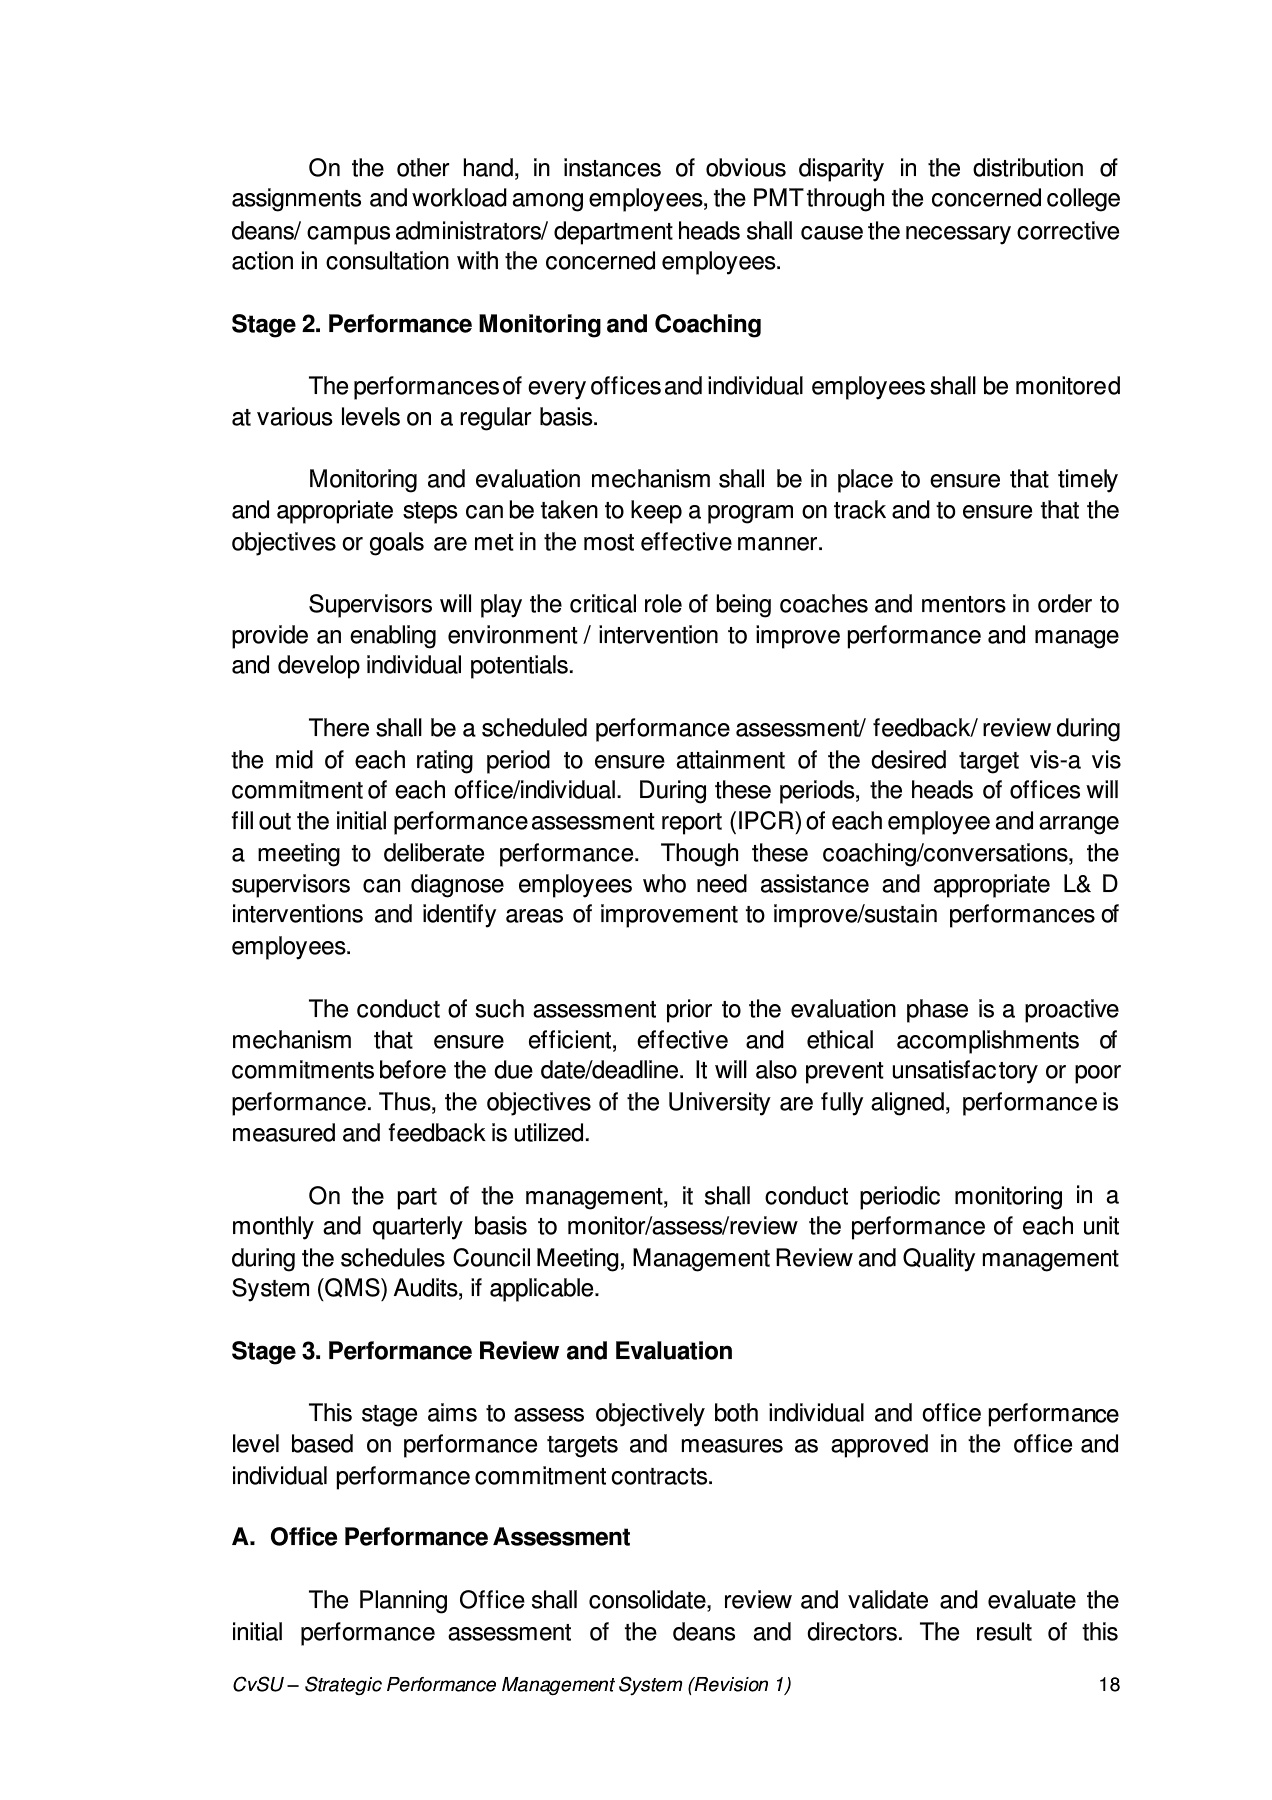 On the other hand, in instances of obvious disparity in the distribution of
assignments and workload among employees, the PMT through the concerned college
deans/ campus administrators/ department heads shall cause the necessary corrective
action in consultation with the concerned employees.
Stage 2. Performance Monitoring and Coaching
The performances of every offices and individual employees shall be monitored
at various levels on a regular basis.
Monitoring and evaluation mechanism shall be in place to ensure that timely
and appropriate steps can be taken to keep a program on track and to ensure that the
objectives or goals are met in the most effective manner.
Supervisors will play the critical role of being coaches and mentors in order to
provide an enabling environment / intervention to improve performance and manage
and develop individual potentials.
There shall be a scheduled performance assessment/ feedback/ review during
the mid of each rating period to ensure attainment of the desired target vis-a vis
commitment of each office/individual. During these periods, the heads of offices will
fill out the initial performance assessment report (IPCR) of each employee and arrange
a meeting to deliberate performance. Though these coaching/conversations, the
supervisors can diagnose employees who need assistance and appropriate L& D
interventions and identify areas of improvement to improve/sustain performances of
employees.
The conduct of such assessment prior to the evaluation phase is a proactive
mechanism that ensure efficient, effective and ethical accomplishments of
commitments before the due date/deadline. It will also prevent unsatisfactory or poor
performance. Thus, the objectives of the University are fully aligned, performance is
measured and feedback is utilized.
On the part of the management, it shall conduct periodic monitoring in a
monthly and quarterly basis to monitor/assess/review the performance of each unit
during the schedules Council Meeting, Management Review and Quality management
System (QMS) Audits, if applicable.
Stage 3. Performance Review and Evaluation
This stage aims to assess objectively both individual and office performance
level based on performance targets and measures as approved in the office and
individual performance commitment contracts.
A. Office Performance Assessment
The Planning Office shall consolidate, review and validate and evaluate the
initial performance assessment of the deans and directors. The result of this
CvSU – Strategic Performance Management System (Revision 1) 18